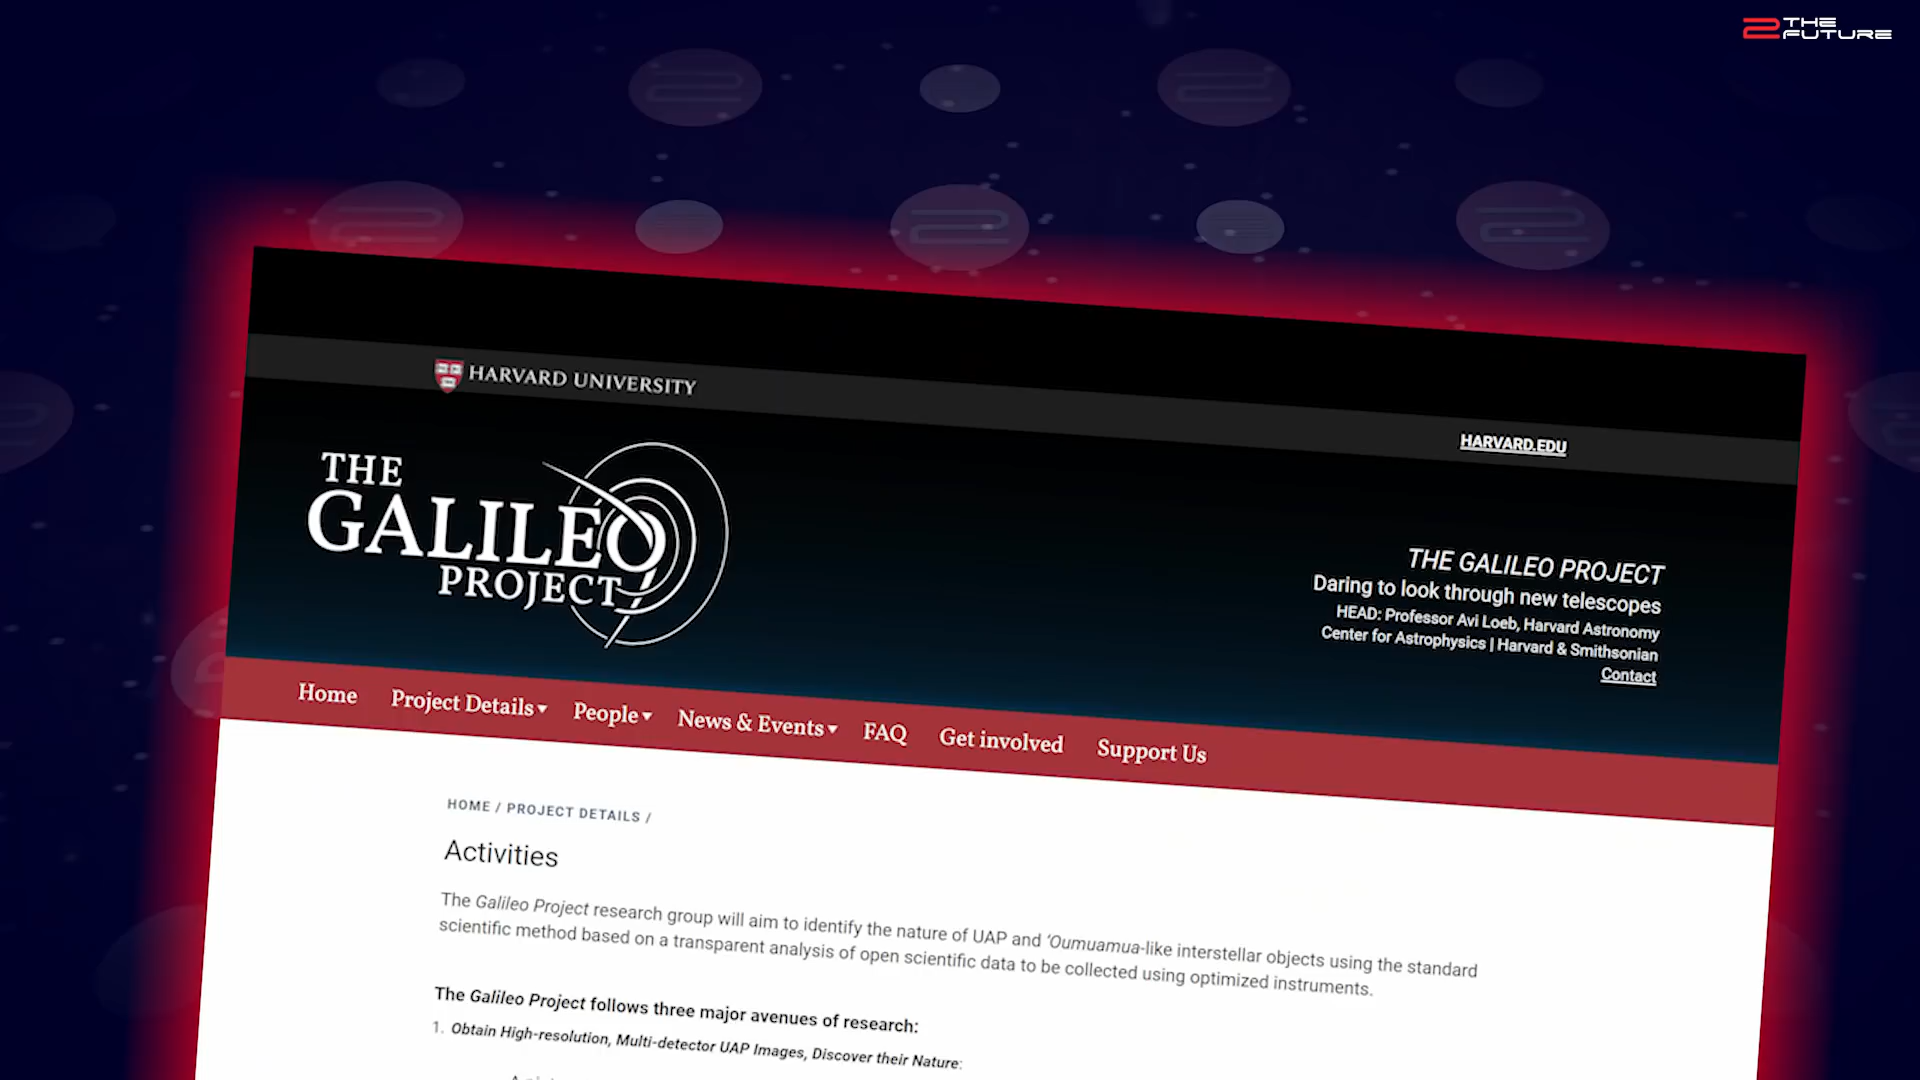 2 THE
FUTURE
HARVARD UNIVERSITY
HARVARD.EDU
THE
GALILEO
PROJECT
THE GALILEO PROJECT
Daring to look through new telescopes
HEAD: Professor Avi Loeb, Harvard Astronomy
Center for Astrophysics | Harvard & Smithsonian
Contact
Home Project Details People News & Events FAQ Get involved Support Us
HOME / PROJECT DETAILS /
Activities
The Galileo Project research group will aim to identify the nature of UAP and ‘Oumuamua-like interstellar objects using the standard
scientific method based on a transparent analysis of open scientific data to be collected using optimized instruments.
The Galileo Project follows three major avenues of research:
1. Obtain High-resolution, Multi-detector UAP Images, Discover their Nature: